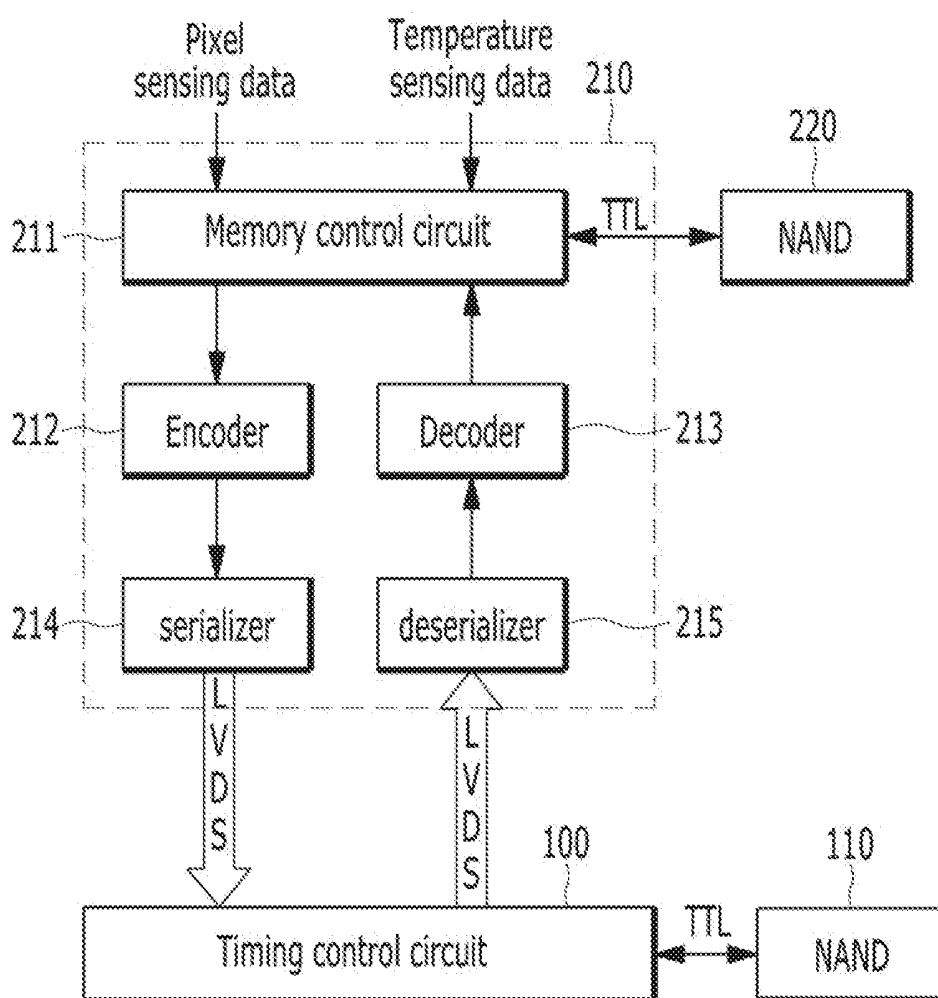 Pixel
sensing data
Temperature
sensing data
210
220
211
Memory control circuit
TTL
NAND
212
Encoder
Decoder
213
214
serializer
deserializer
215
LVDS
LVDS
100
110
Timing control circuit
TTL
NAND